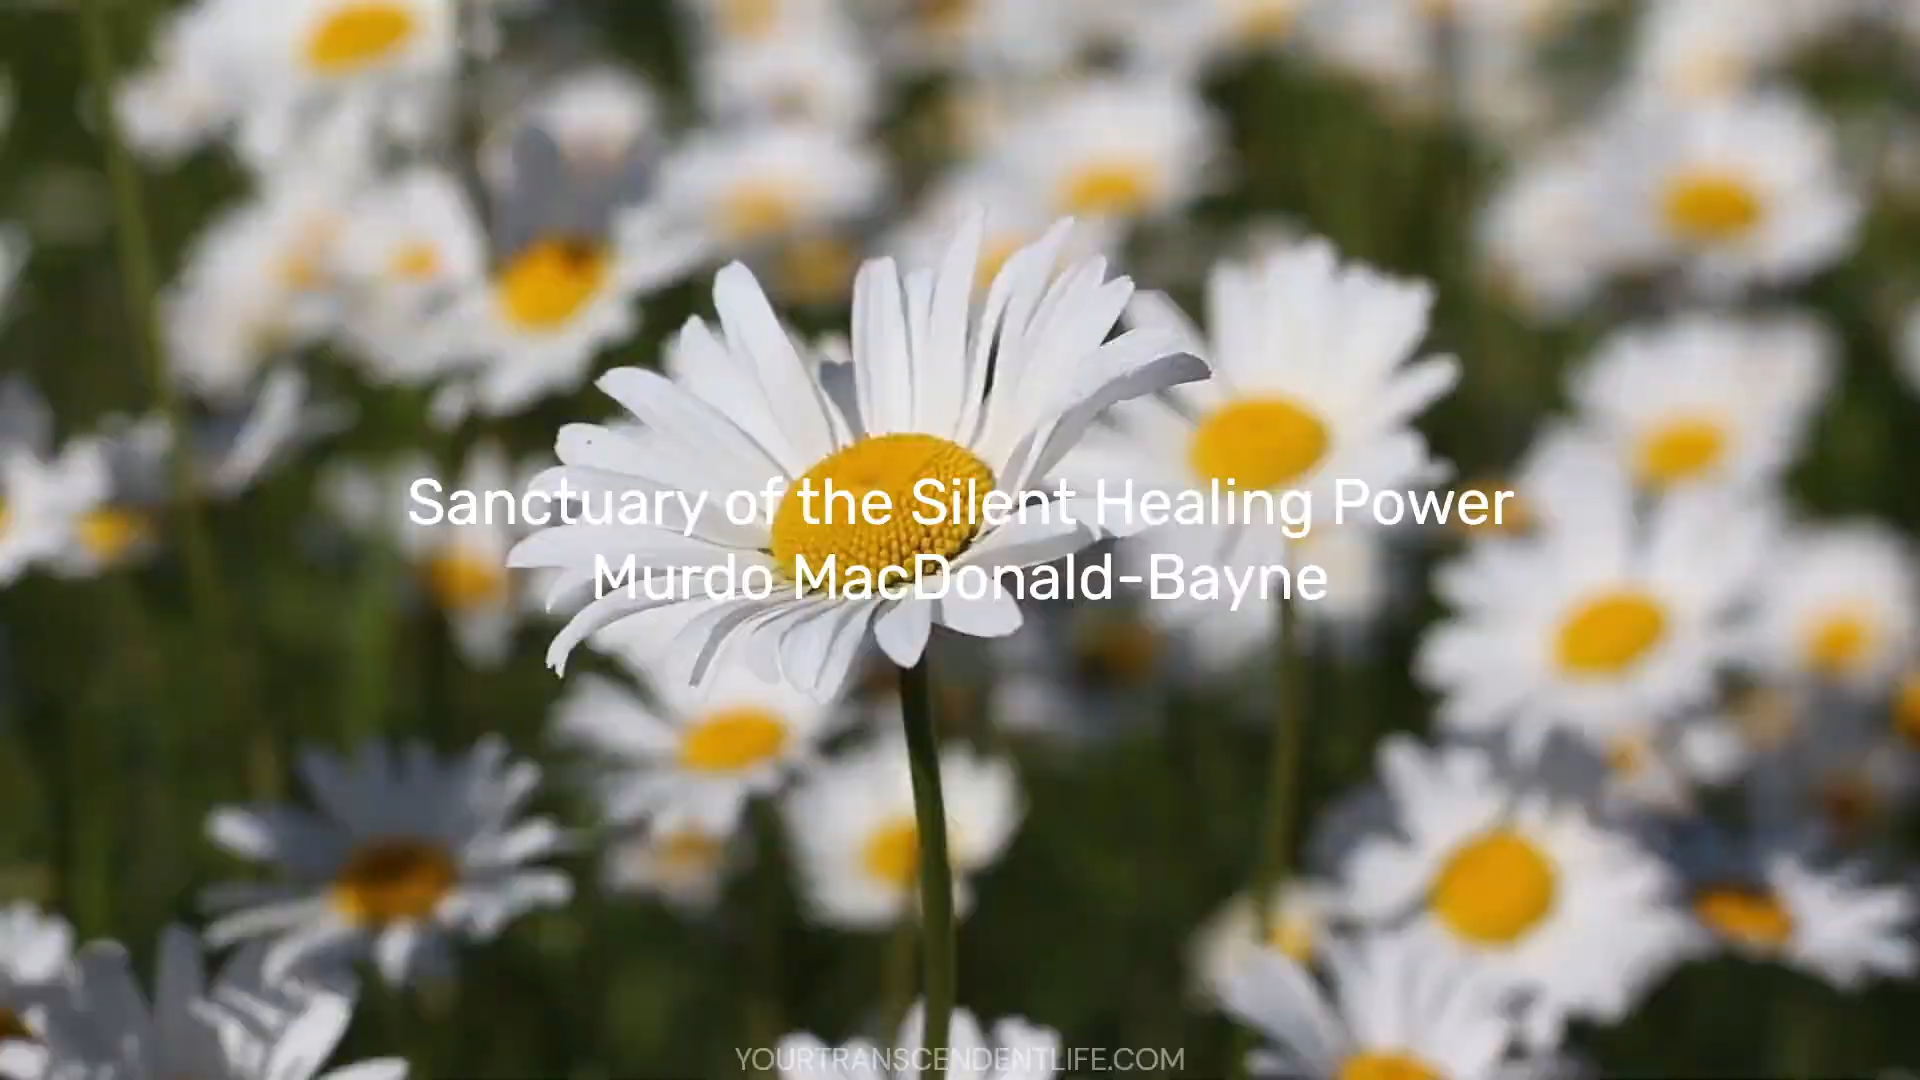 Sanctuary of the Silent Healing Power
Murdo MacDonald-Bayne
YOURTRANSCENDENTLIFE.COM